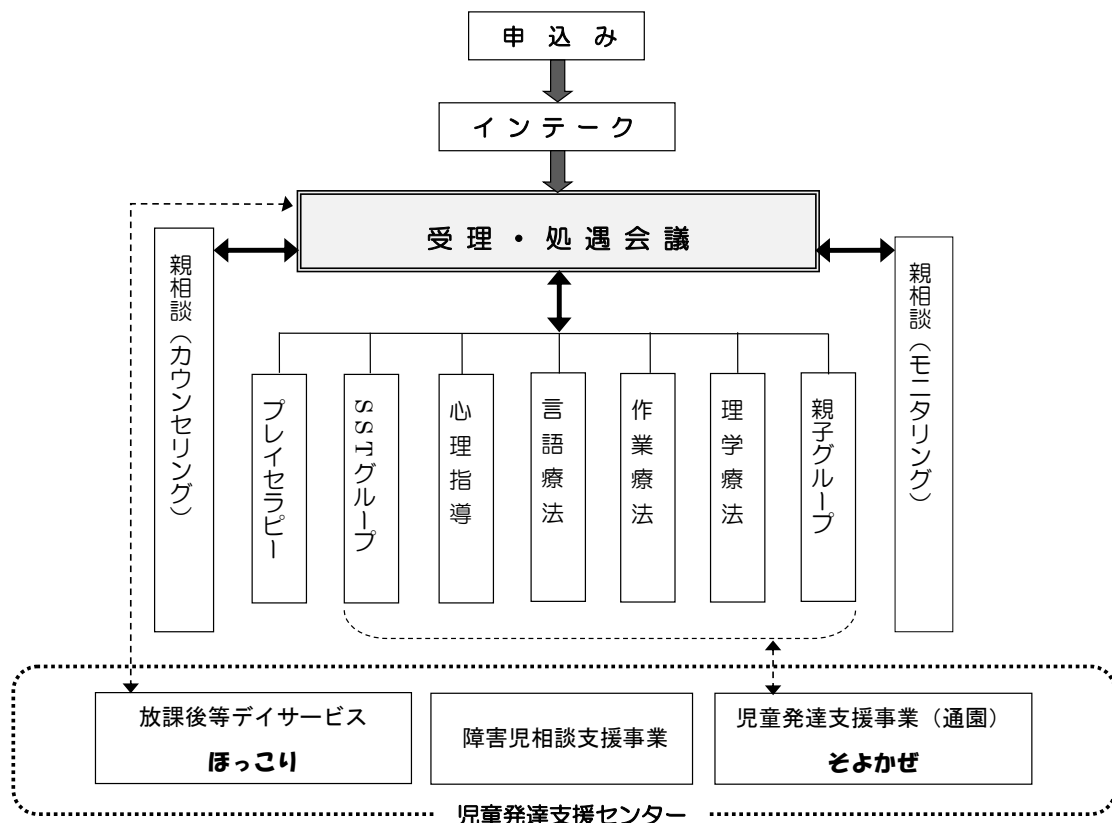 申込み
インテーク
受理・処遇会議
親相談（カウンセリング）
プレイセラピー
SSTグループ
心理指導
言語療法
作業療法
理学療法
親子グループ
親相談（モニタリング）
放課後等デイサービス
ほっこり
障害児相談支援事業
児童発達支援事業（通園）
そよかぜ
児童発達支援センター